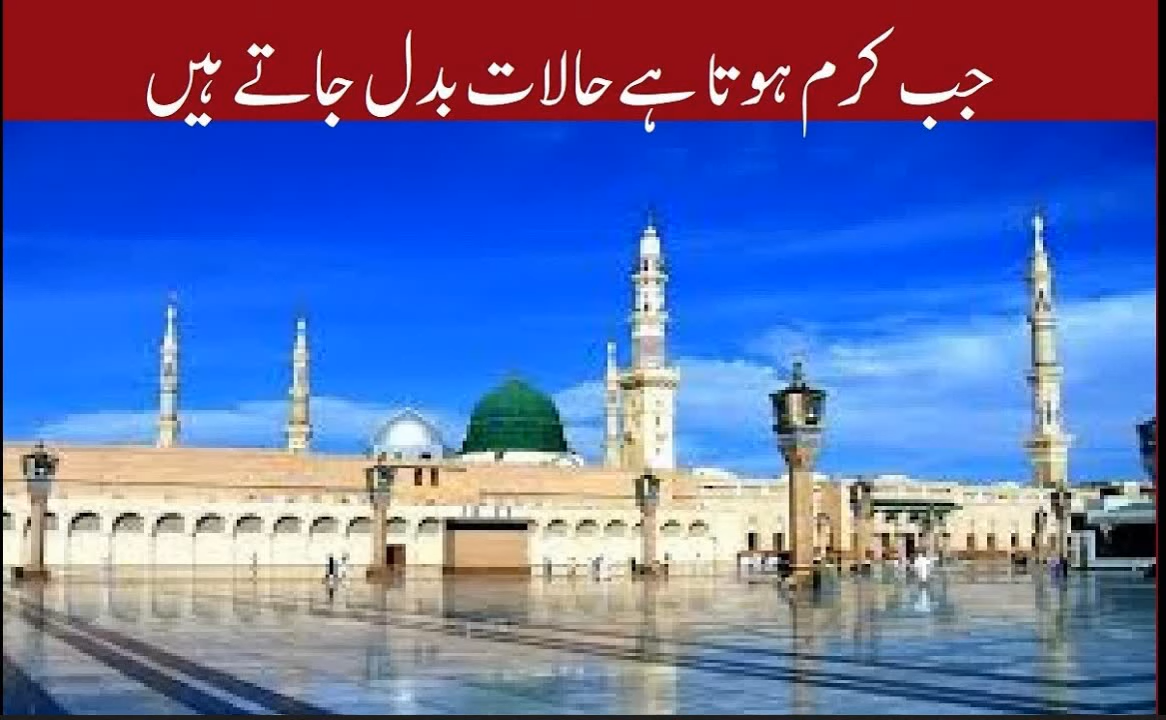 جب کرم ہوتا ہے حالات بدل جاتے ہیں